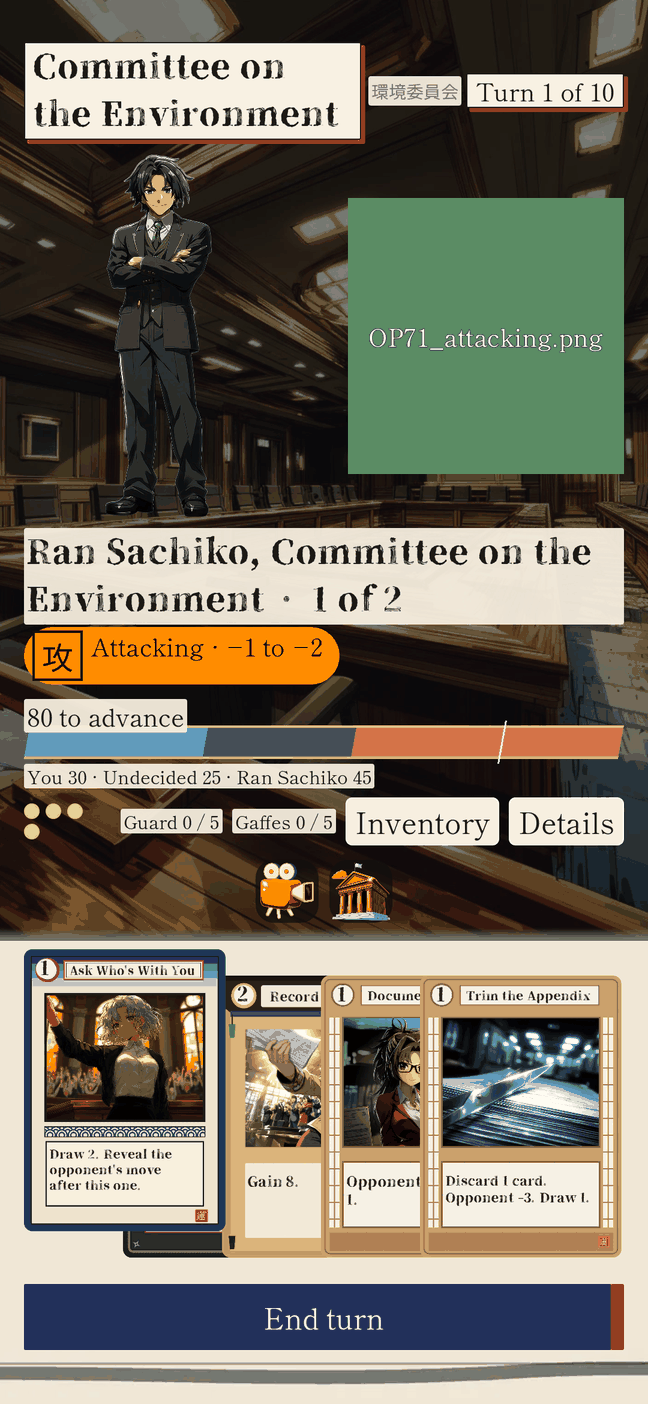 Committee on
the Environment
環境委員会
Turn 1 of 10
OP71_attacking.png
Ran Sachiko, Committee on the
Environment · 1 of 2
攻
Attacking · −1 to −2
80 to advance
You 30 · Undecided 25 · Ran Sachiko 45
Guard 0 / 5
Gaffes 0 / 5
Inventory
Details
1
Ask Who's With You
Draw 2. Reveal the
opponent's move
after this one.
2
Record
Gain 8.
1
Docume
Opponent
1.
1
Trim the Appendix
Discard 1 card.
Opponent -3. Draw 1.
End turn